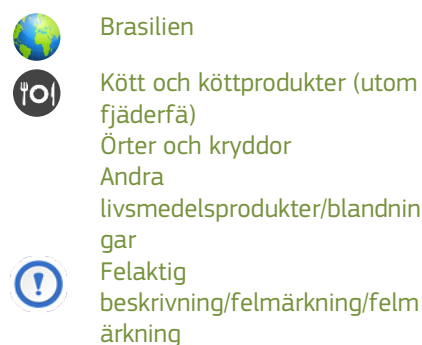 Brasilien
Kött och köttprodukter (utom
fjäderfä)
Örter och kryddor
Andra
livsmedelsprodukter/blandnin
gar
Felaktig
beskrivning/felmärkning/felm
ärkning